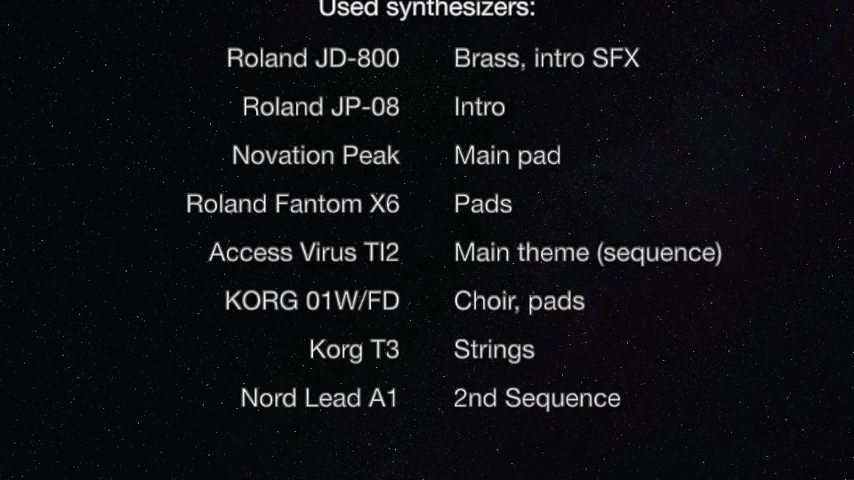 Used synthesizers:
Roland JD-800 Brass, intro SFX
Roland JP-08 Intro
Novation Peak Main pad
Roland Fantom X6 Pads
Access Virus TI2 Main theme (sequence)
KORG 01W/FD Choir, pads
Korg T3 Strings
Nord Lead A1 2nd Sequence